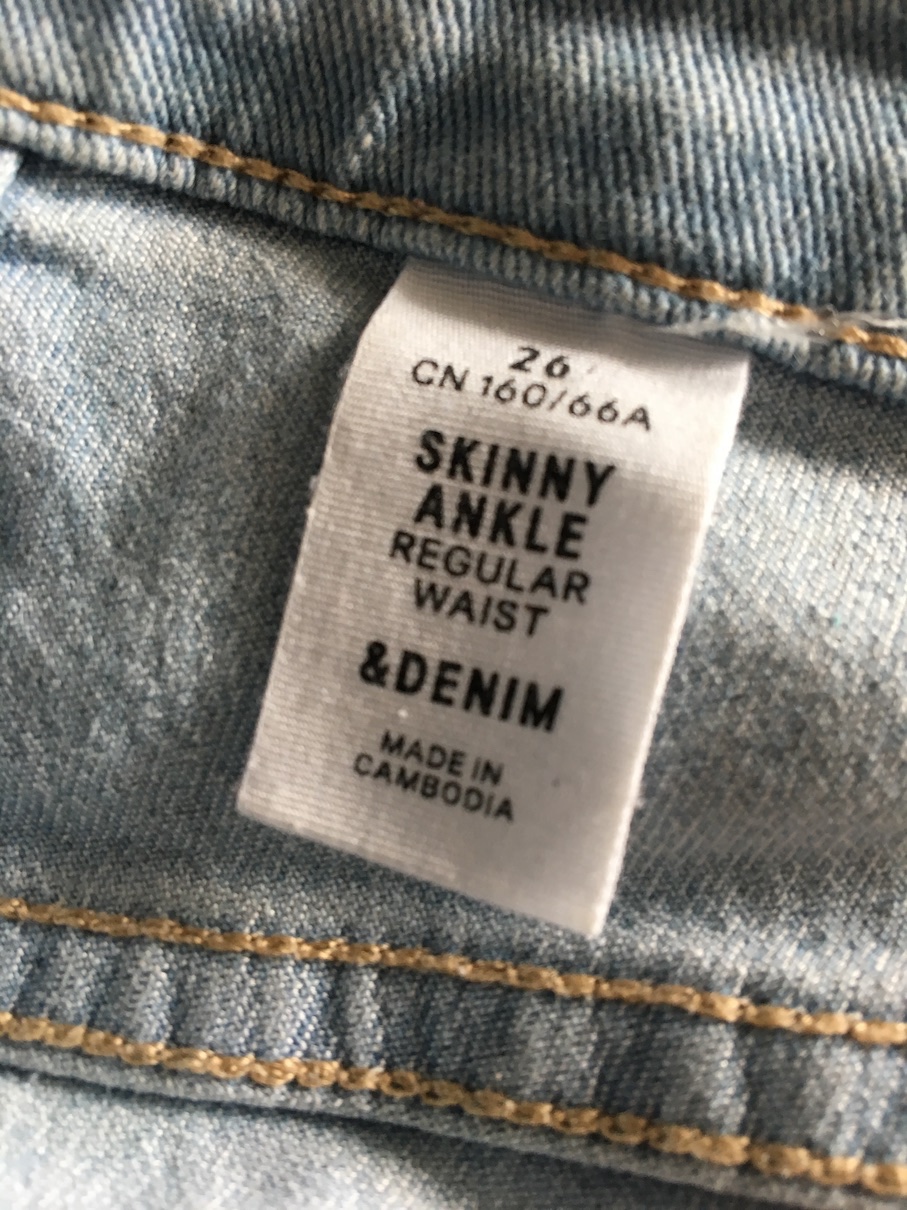 26
CN 160/66A
SKINNY
ANKLE
REGULAR
WAIST
&DENIM
MADE IN
CAMBODIA